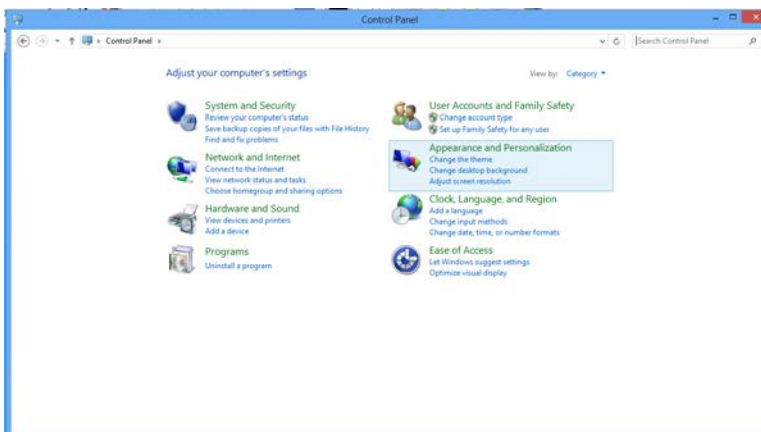 Control Panel
Control Panel
Search Control Panel
Adjust your computer's settings
View by: Category
System and Security
Review your computer's status
Save backup copies of your files with File History
Find and fix problems
Network and Internet
Connect to the Internet
View network status and tasks
Choose homegroup and sharing options
Hardware and Sound
View devices and printers
Add a device
Programs
Uninstall a program
User Accounts and Family Safety
Change account type
Set up Family Safety for any user
Appearance and Personalization
Change the theme
Change desktop background
Adjust screen resolution
Clock, Language, and Region
Add a language
Change input methods
Change date, time, or number formats
Ease of Access
Let Windows suggest settings
Optimize visual display